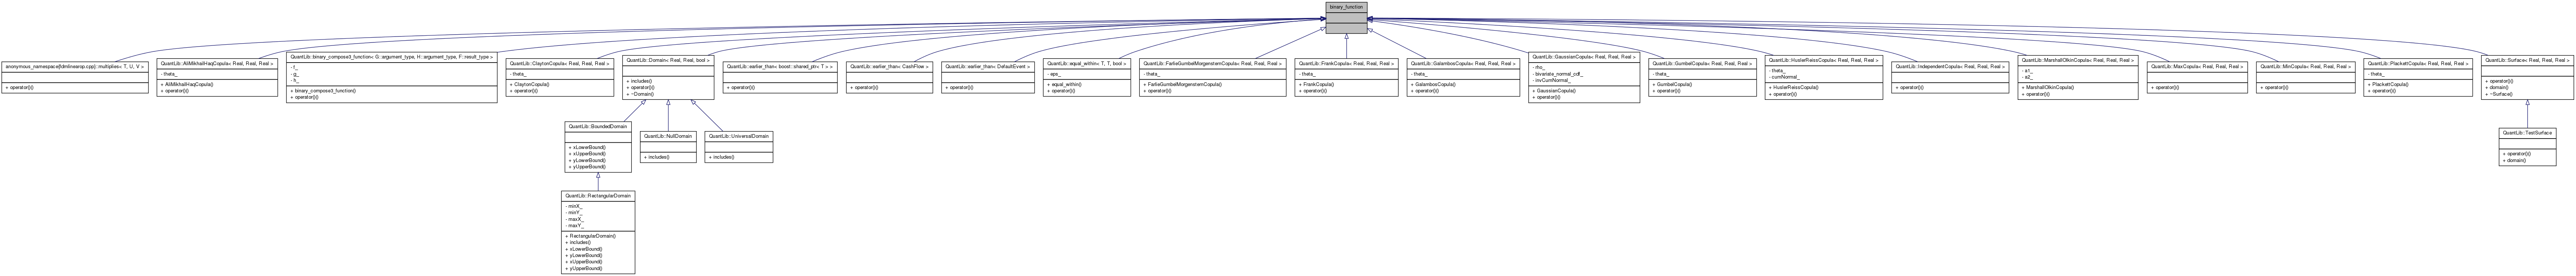 binary_function
anonymous_namespace{fdmlinearop.cpp}::multiplies< T, U, V >
+ operator()()
QuantLib::AliMikhailHaqCopula< Real, Real, Real >
- theta_
+ AliMikhailHaqCopula()
+ operator()()
QuantLib::binary_compose3_function< G::argument_type, H::argument_type, F::result_type >
- f_
- g_
- h_
+ binary_compose3_function()
+ operator()()
QuantLib::ClaytonCopula< Real, Real, Real >
- theta_
+ ClaytonCopula()
+ operator()()
QuantLib::Domain< Real, Real, bool >
+ includes()
+ operator()()
+ ~Domain()
QuantLib::earlier_than< boost::shared_ptr< T > >
+ operator()()
QuantLib::earlier_than< CashFlow >
+ operator()()
QuantLib::earlier_than< DefaultEvent >
+ operator()()
QuantLib::equal_within< T, T, bool >
- eps_
+ equal_within()
+ operator()()
QuantLib::FarlieGumbelMorgensternCopula< Real, Real, Real >
- theta_
+ FarlieGumbelMorgensternCopula()
+ operator()()
QuantLib::FrankCopula< Real, Real, Real >
- theta_
+ FrankCopula()
+ operator()()
QuantLib::GalambosCopula< Real, Real, Real >
- theta_
+ GalambosCopula()
+ operator()()
QuantLib::GaussianCopula< Real, Real, Real >
- rho_
- bivariate_normal_cdf_
- invCumNormal_
+ GaussianCopula()
+ operator()()
QuantLib::GumbelCopula< Real, Real, Real >
- theta_
+ GumbelCopula()
+ operator()()
QuantLib::HuslerReissCopula< Real, Real, Real >
- theta_
- cumNormal_
+ HuslerReissCopula()
+ operator()()
QuantLib::IndependentCopula< Real, Real, Real >
+ operator()()
QuantLib::MarshallOlkinCopula< Real, Real, Real >
- a1_
- a2_
+ MarshallOlkinCopula()
+ operator()()
QuantLib::MaxCopula< Real, Real, Real >
+ operator()()
QuantLib::MinCopula< Real, Real, Real >
+ operator()()
QuantLib::PlackettCopula< Real, Real, Real >
- theta_
+ PlackettCopula()
+ operator()()
QuantLib::Surface< Real, Real, Real >
+ operator()()
+ domain()
+ ~Surface()
QuantLib::BoundedDomain
+ xLowerBound()
+ xUpperBound()
+ yLowerBound()
+ yUpperBound()
QuantLib::NullDomain
+ includes()
QuantLib::UniversalDomain
+ includes()
QuantLib::TestSurface
+ operator()()
+ domain()
QuantLib::RectangularDomain
- minX_
- minY_
- maxX_
- maxY_
+ RectangularDomain()
+ includes()
+ xLowerBound()
+ yLowerBound()
+ xUpperBound()
+ yUpperBound()